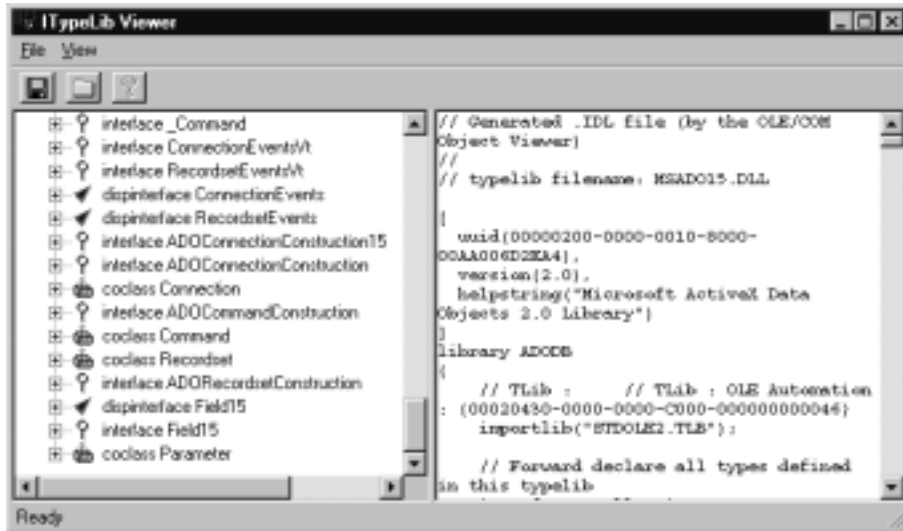 ITypeLib Viewer
File View
interface _Command
interface ConnectionEventsVt
interface RecordsetEventsVt
dispinterface ConnectionEvents
dispinterface RecordsetEvents
interface ADOConnectionConstruction15
interface ADOConnectionConstruction
coclass Connection
interface ADOCommandConstruction
coclass Command
coclass Recordset
interface ADORecordsetConstruction
dispinterface Field15
interface Field15
coclass Parameter
// Generated .IDL file (by the OLE/COM
Object Viewer)
//
// typelib filename: MSADO15.DLL
[
uuid(00000200-0000-0010-8000-
00AA006D2EA4),
version(2.0),
helpstring("Microsoft ActiveX Data
Objects 2.0 Library")
]
library ADODB
{
// TLib : // TLib : OLE Automation
: {00020430-0000-0000-C000-000000000046}
importlib("STDOLE2.TLB");
// Forward declare all types defined
in this typelib
Ready